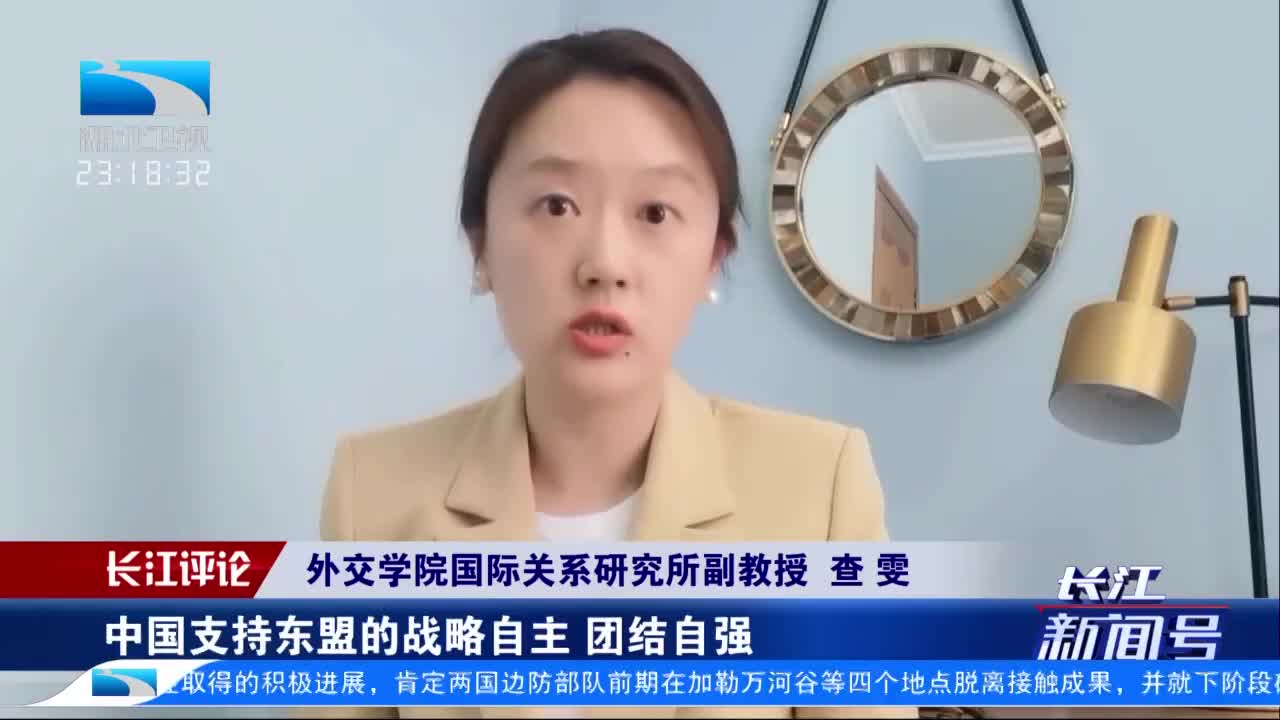 湖北卫视
23:18:32
长江评论 外交学院国际关系研究所副教授 查雯
中国支持东盟的战略自主 团结自强
长江
新闻号
取得的积极进展，肯定两国边防部队前期在加勒万河谷等四个地点脱离接触成果，并就下阶段